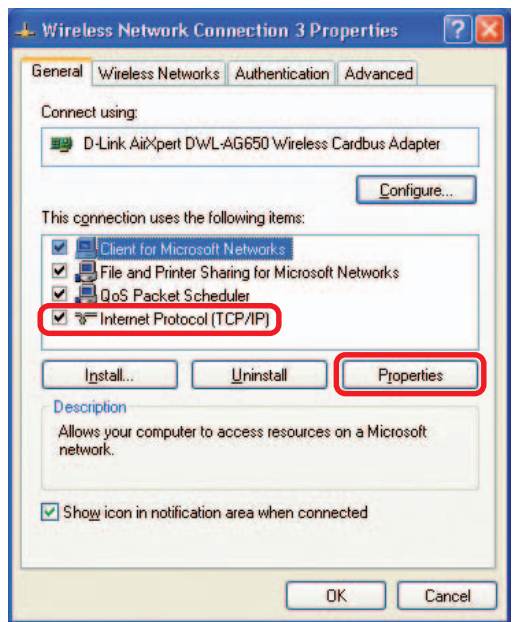 Wireless Network Connection 3 Properties
General Wireless Networks Authentication Advanced
Connect using:
D-Link AirXpert DWL-AG650 Wireless Cardbus Adapter
Configure...
This connection uses the following items:
Client for Microsoft Networks
File and Printer Sharing for Microsoft Networks
QoS Packet Scheduler
Internet Protocol (TCP/IP)
Install... Uninstall Properties
Description
Allows your computer to access resources on a Microsoft
network.
Show icon in notification area when connected
OK Cancel